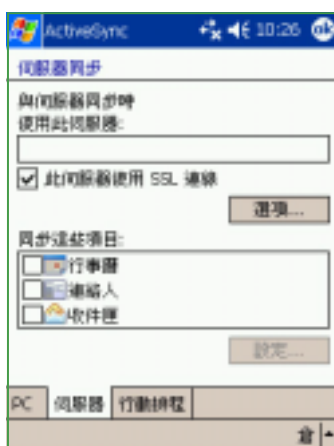 ActiveSync 10:26 ok
伺服器同步
與伺服器同步時
使用此伺服器:
此伺服器使用 SSL 連線
選項...
同步這些項目:
行事曆
連絡人
收件匣
設定...
PC 伺服器 行動排程
倉